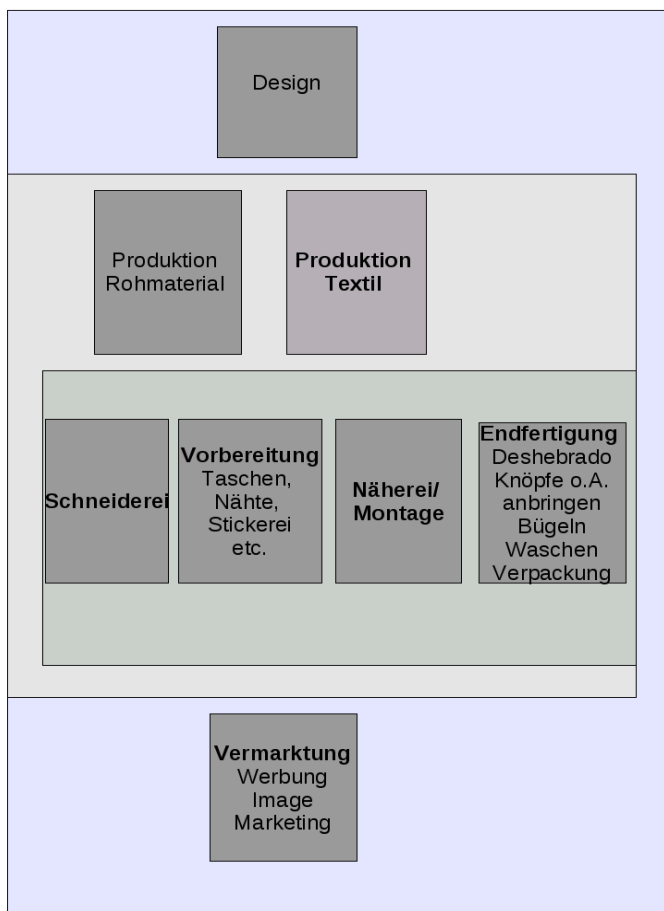 Design
Produktion
Rohmaterial
Produktion
Textil
Schneiderei
Vorbereitung
Taschen,
Nähte,
Stickerei
etc.
Näherei/
Montage
Endfertigung
Deshebrado
Knöpfe o.A.
anbringen
Bügeln
Waschen
Verpackung
Vermarktung
Werbung
Image
Marketing